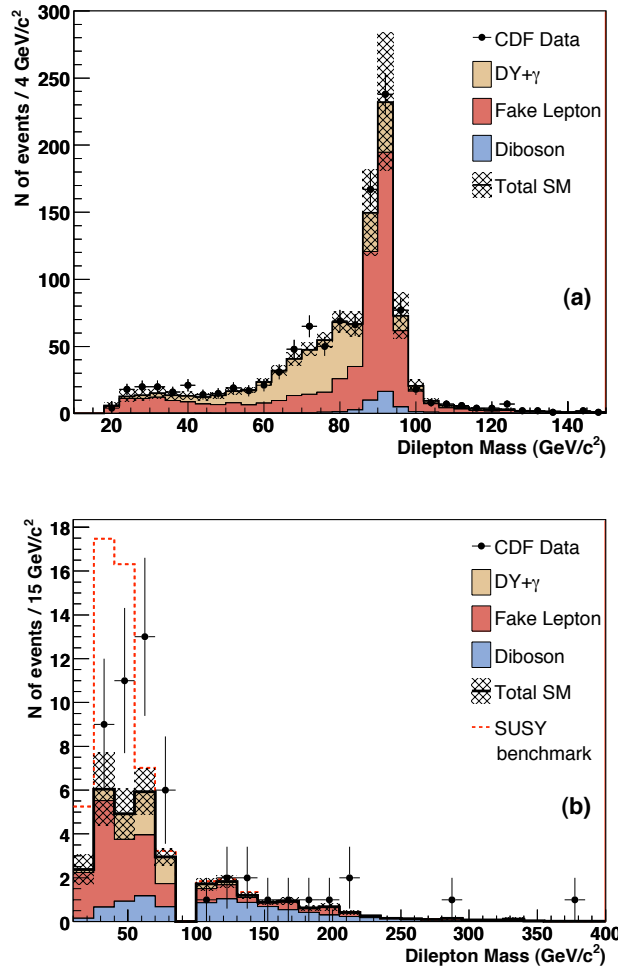 N of events / 4 GeV/c²
300
250
200
150
100
50
0
CDF Data
DY+γ
Fake Lepton
Diboson
Total SM
(a)
20 40 60 80 100 120 140
Dilepton Mass (GeV/c²)
N of events / 15 GeV/c²
18
16
14
12
10
8
6
4
2
0
CDF Data
DY+γ
Fake Lepton
Diboson
Total SM
SUSY
benchmark
(b)
50 100 150 200 250 300 350 400
Dilepton Mass (GeV/c²)